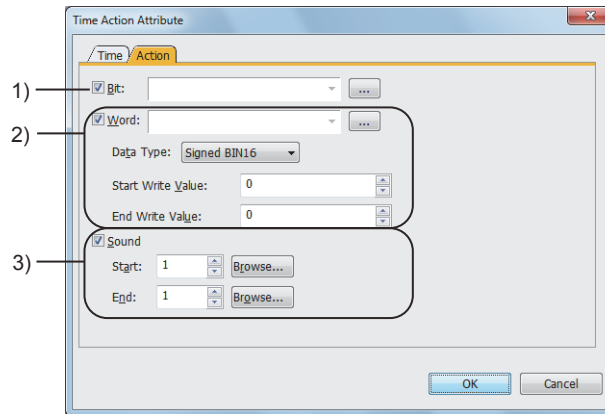 Time Action Attribute
Time Action
1) Bit: ...
2) Word: ...
Data Type: Signed BIN16
Start Write Value: 0
End Write Value: 0
3) Sound
Start: 1 Browse...
End: 1 Browse...
OK Cancel